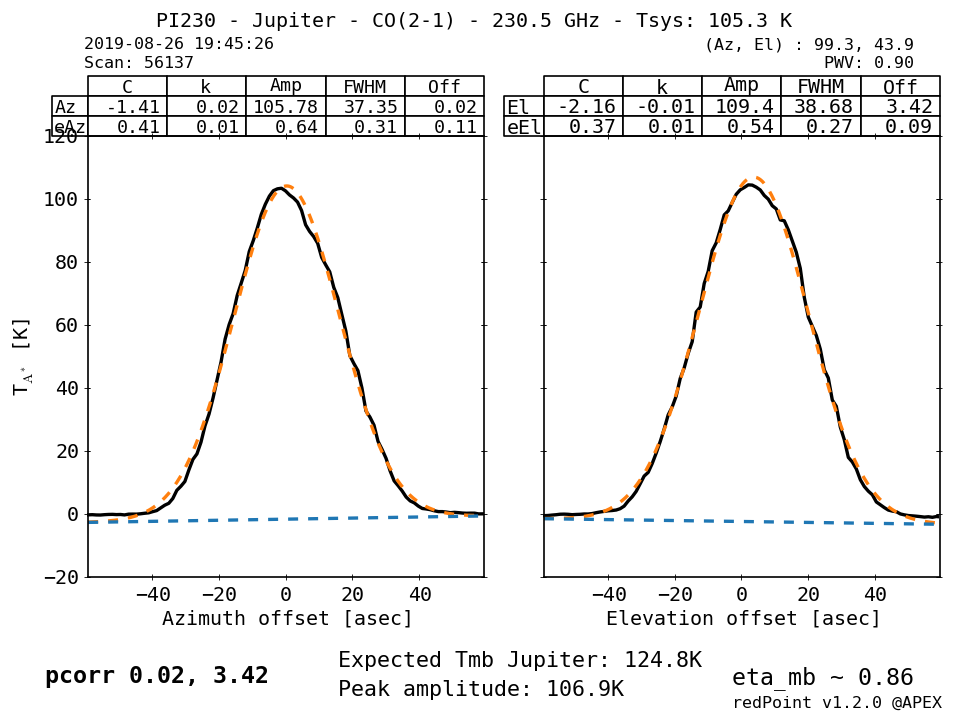 PI230 - Jupiter - CO(2-1) - 230.5 GHz - Tsys: 105.3 K
2019-08-26 19:45:26
(Az, El) : 99.3, 43.9
Scan: 56137
PWV: 0.90
C k Amp FWHM Off
Az -1.41 0.02 105.78 37.35 0.02
eAz 0.41 0.01 0.64 0.31 0.11
C k Amp FWHM Off
El -2.16 -0.01 109.4 38.68 3.42
eEl 0.37 0.01 0.54 0.27 0.09
120
100
80
60
40
20
0
−20
T_A* [K]
−40 −20 0 20 40
Azimuth offset [asec]
−40 −20 0 20 40
Elevation offset [asec]
pcorr 0.02, 3.42
Expected Tmb Jupiter: 124.8K
Peak amplitude: 106.9K
eta_mb ~ 0.86
redPoint v1.2.0 @APEX